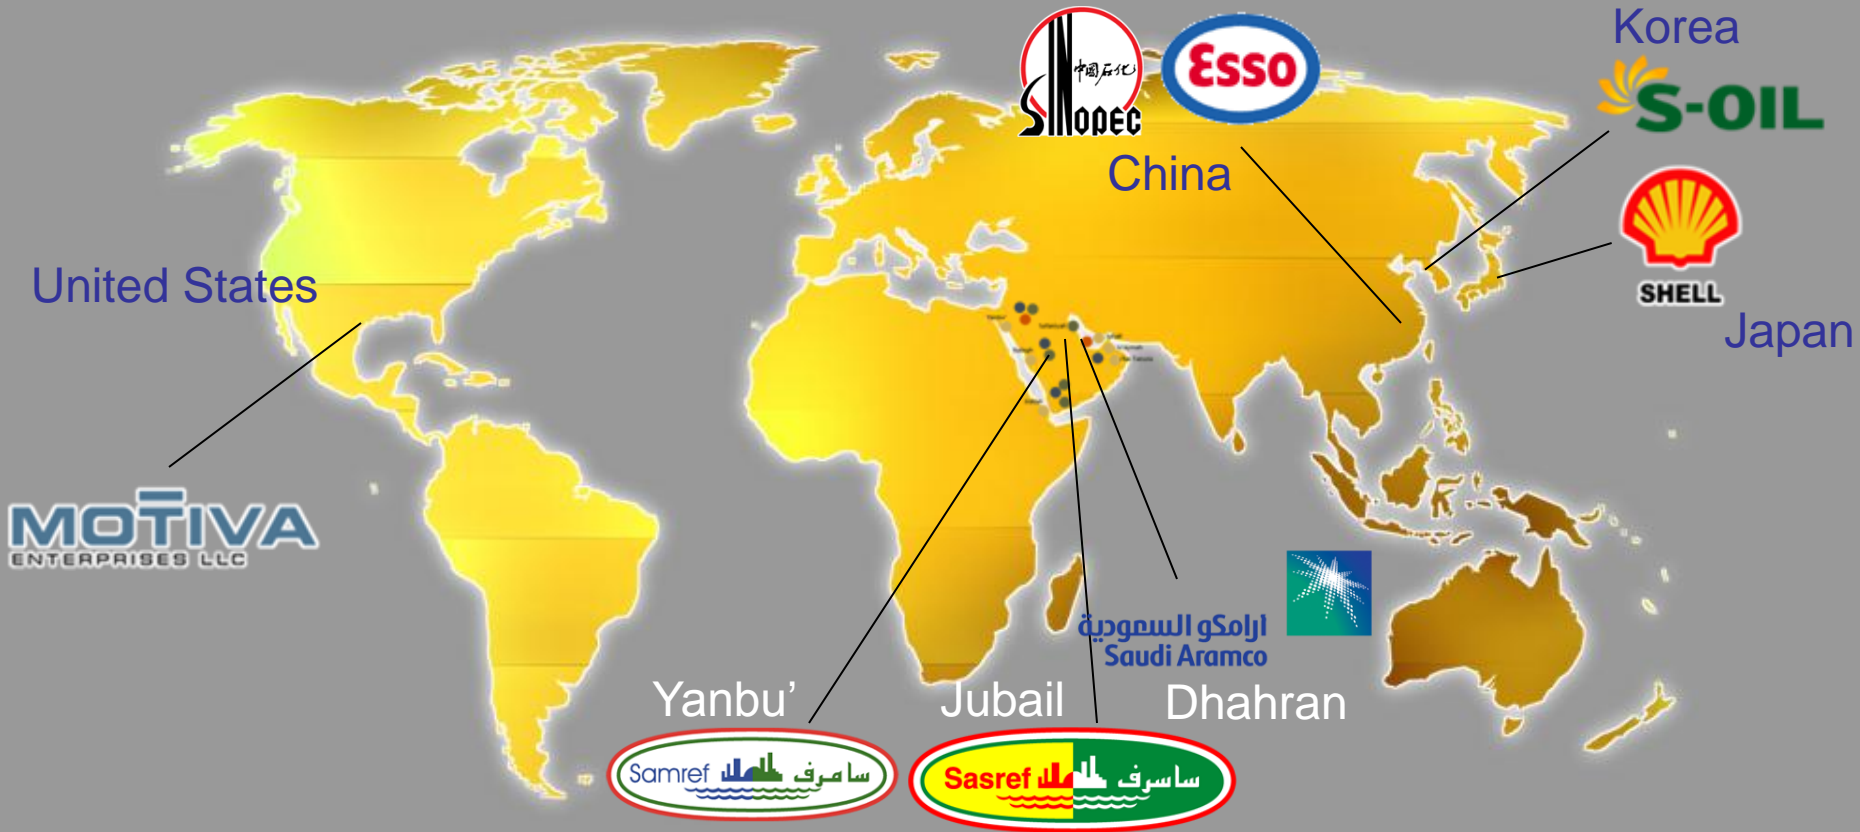 Korea
中国石化
SINOPEC
Esso
S-OIL
China
SHELL
Japan
United States
MOTIVA
ENTERPRISES LLC
أرامكو السعودية
Saudi Aramco
Yanbu’
Jubail
Dhahran
Samref سامرف
Sasref ساسرف